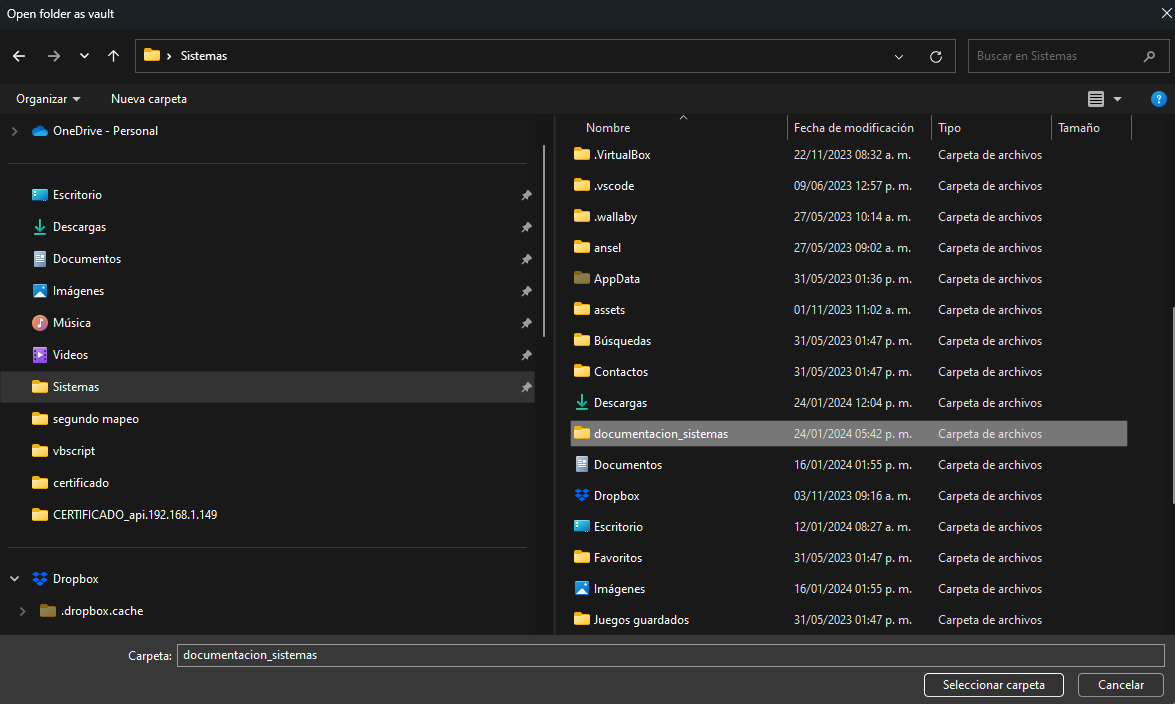 Open folder as vault
Sistemas
Buscar en Sistemas
Organizar
Nueva carpeta
?
OneDrive - Personal
Escritorio
Descargas
Documentos
Imágenes
Música
Videos
Sistemas
segundo mapeo
vbscript
certificado
CERTIFICADO_api.192.168.1.149
Dropbox
.dropbox.cache
Nombre Fecha de modificación Tipo Tamaño
.VirtualBox 22/11/2023 08:32 a. m. Carpeta de archivos
.vscode 09/06/2023 12:57 p. m. Carpeta de archivos
.wallaby 27/05/2023 10:14 a. m. Carpeta de archivos
ansel 27/05/2023 09:02 a. m. Carpeta de archivos
AppData 31/05/2023 01:36 p. m. Carpeta de archivos
assets 01/11/2023 11:02 a. m. Carpeta de archivos
Búsquedas 31/05/2023 01:47 p. m. Carpeta de archivos
Contactos 31/05/2023 01:47 p. m. Carpeta de archivos
Descargas 24/01/2024 12:04 p. m. Carpeta de archivos
documentacion_sistemas 24/01/2024 05:42 p. m. Carpeta de archivos
Documentos 16/01/2024 01:55 p. m. Carpeta de archivos
Dropbox 03/11/2023 09:16 a. m. Carpeta de archivos
Escritorio 12/01/2024 08:27 a. m. Carpeta de archivos
Favoritos 31/05/2023 01:47 p. m. Carpeta de archivos
Imágenes 16/01/2024 01:55 p. m. Carpeta de archivos
Juegos guardados 31/05/2023 01:47 p. m. Carpeta de archivos
Carpeta: documentacion_sistemas
Seleccionar carpeta
Cancelar